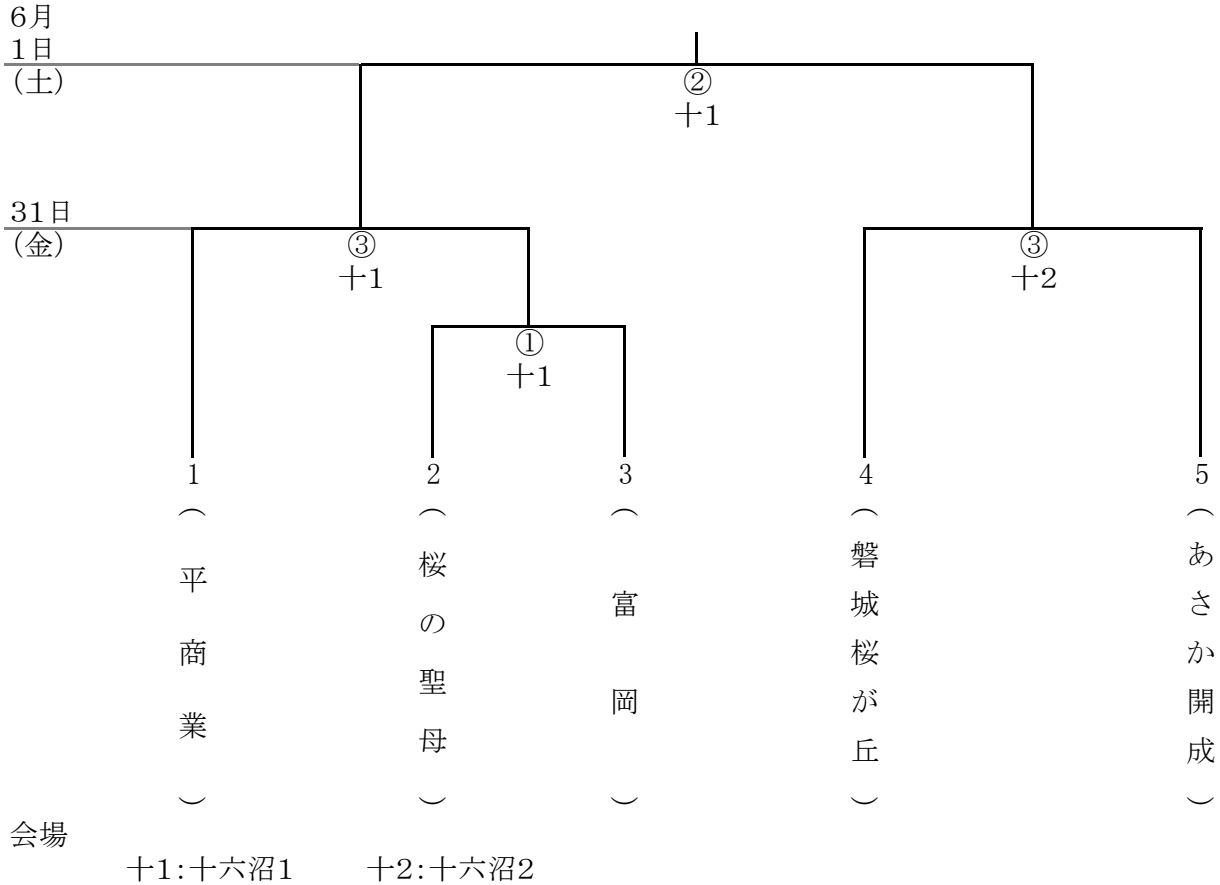 6月
1日
(土)
②
十1
31日
(金)
③
十1
③
十2
①
十1
1
2
3
4
5
(平商業)
(桜の聖母)
(富岡)
(磐城桜が丘)
(あさか開成)
会場
十1:十六沼1 十2:十六沼2